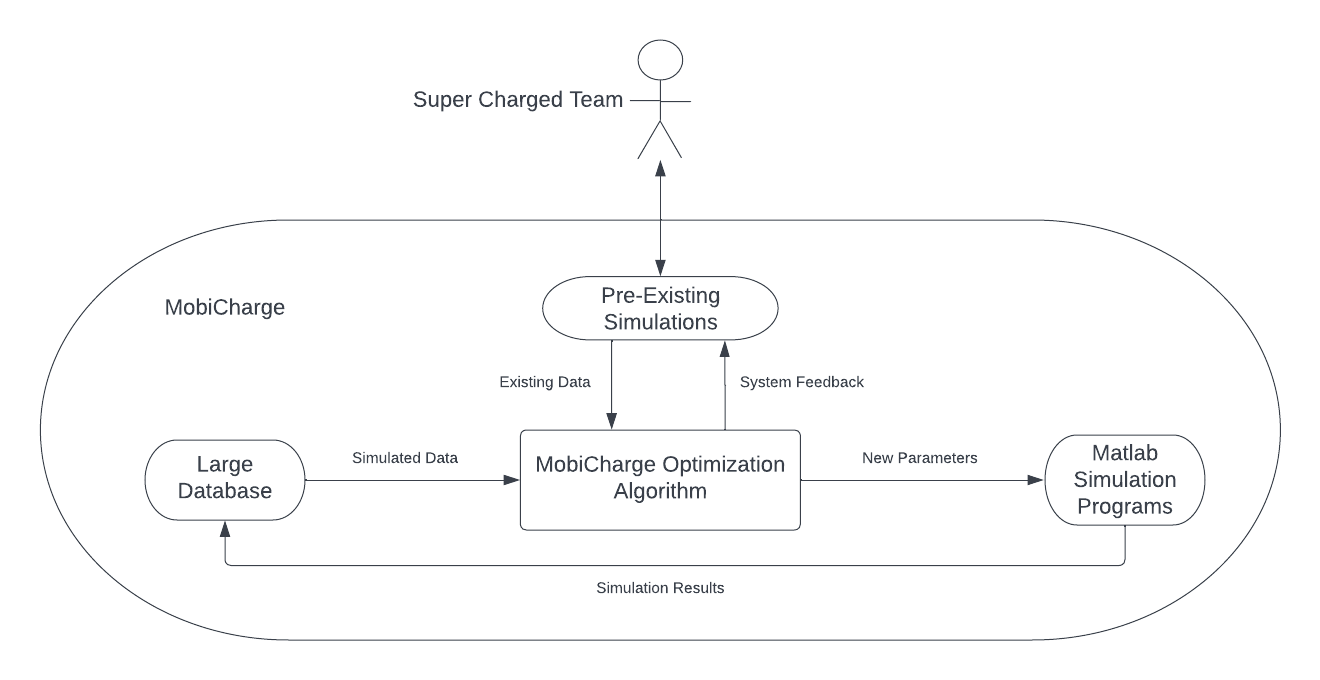 Super Charged Team
MobiCharge
Pre-Existing
Simulations
Existing Data
System Feedback
Large
Database
Simulated Data
MobiCharge Optimization
Algorithm
New Parameters
Matlab
Simulation
Programs
Simulation Results